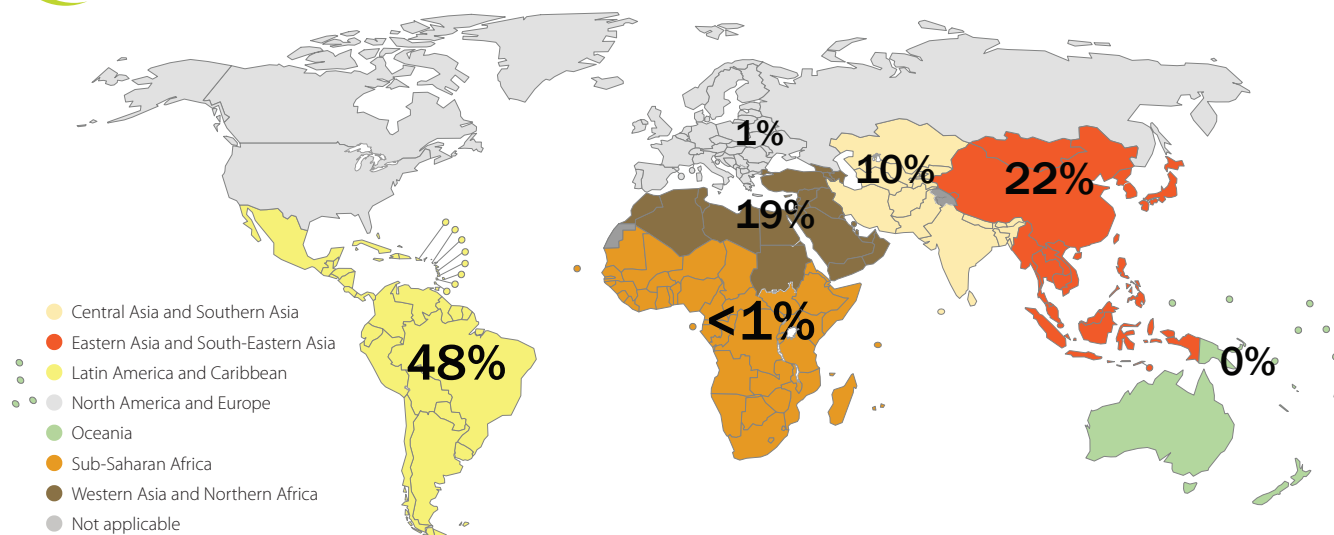 1%
10%
22%
19%
<1%
48%
0%
Central Asia and Southern Asia
Eastern Asia and South-Eastern Asia
Latin America and Caribbean
North America and Europe
Oceania
Sub-Saharan Africa
Western Asia and Northern Africa
Not applicable